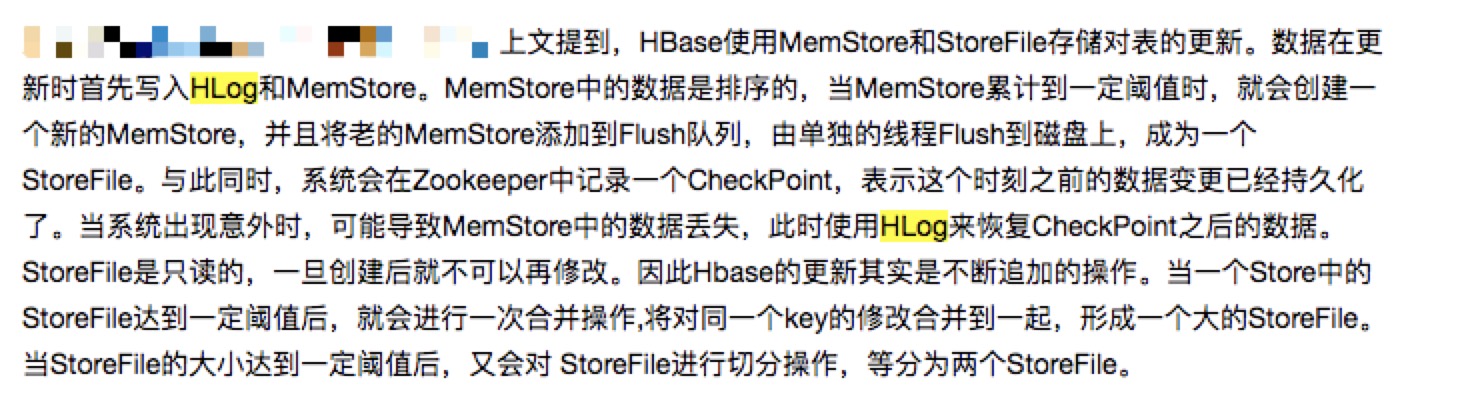 上文提到，HBase使用MemStore和StoreFile存储对表的更新。数据在更
新时首先写入HLog和MemStore。MemStore中的数据是排序的，当MemStore累计到一定阈值时，就会创建一
个新的MemStore，并且将老的MemStore添加到Flush队列，由单独的线程Flush到磁盘上，成为一个
StoreFile。与此同时，系统会在Zookeeper中记录一个CheckPoint，表示这个时刻之前的数据变更已经持久化
了。当系统出现意外时，可能导致MemStore中的数据丢失，此时使用HLog来恢复CheckPoint之后的数据。
StoreFile是只读的，一旦创建后就不可以再修改。因此Hbase的更新其实是不断追加的操作。当一个Store中的
StoreFile达到一定阈值后，就会进行一次合并操作,将对同一个key的修改合并到一起，形成一个大的StoreFile。
当StoreFile的大小达到一定阈值后，又会对 StoreFile进行切分操作，等分为两个StoreFile。